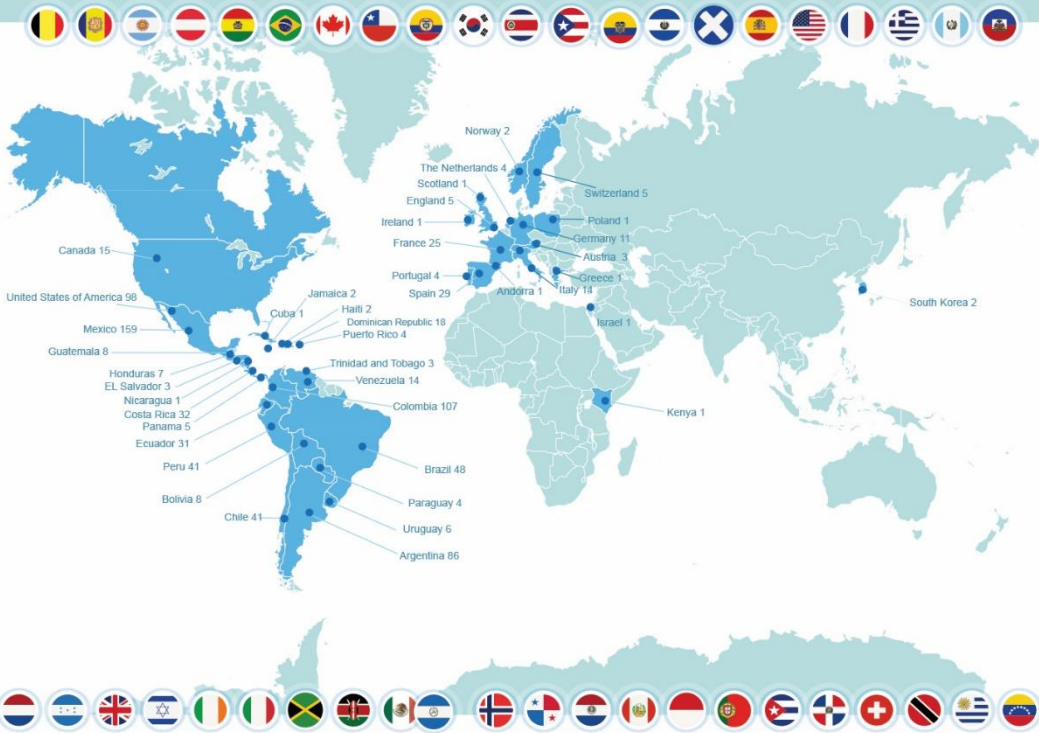 Norway 2
The Netherlands 4
Scotland 1
Switzerland 5
England 5
Ireland 1
Poland 1
Germany 11
France 25
Austria 3
Canada 15
Portugal 4
Greece 1
Spain 29
Andorra 1
Italy 14
United States of America 98
Jamaica 2
Cuba 1
Haiti 2
South Korea 2
Mexico 159
Dominican Republic 18
Israel 1
Puerto Rico 4
Guatemala 8
Trinidad and Tobago 3
Honduras 7
Venezuela 14
EL Salvador 3
Nicaragua 1
Colombia 107
Costa Rica 32
Kenya 1
Panama 5
Ecuador 31
Peru 41
Brazil 48
Bolivia 8
Paraguay 4
Chile 41
Uruguay 6
Argentina 86